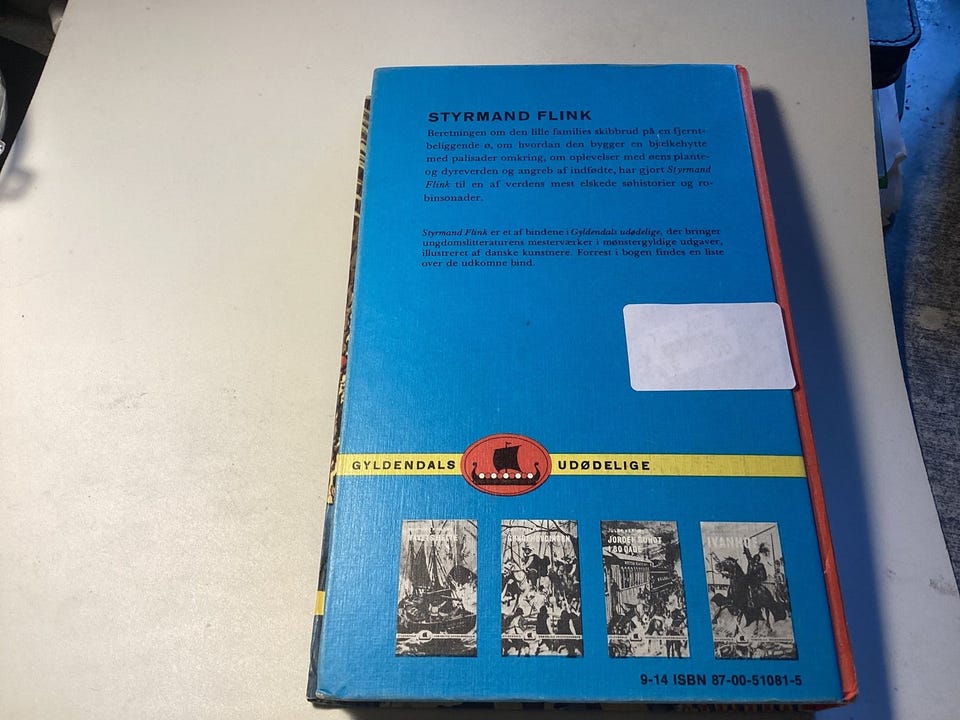 STYRMAND FLINK
Beretningen om den lille families skibbrud på en fjernt-
beliggende ø, om hvordan den bygger en bjælkehytte
med palisader omkring, om oplevelser med øens plante-
og dyreverden og angreb af indfødte, har gjort Styrmand
Flink til en af verdens mest elskede søhistorier og ro-
binsonader.
Styrmand Flink er et af bindene i Gyldendals udødelige, der bringer
ungdomslitteraturens mesterværker i mønstergyldige udgaver,
illustreret af danske kunstnere. Forrest i bogen findes en liste
over de udkomne bind.
GYLDENDALS UDØDELIGE
JORDEN RUNDT
I 80 DAGE
IVANHOE
9-14 ISBN 87-00-51081-5